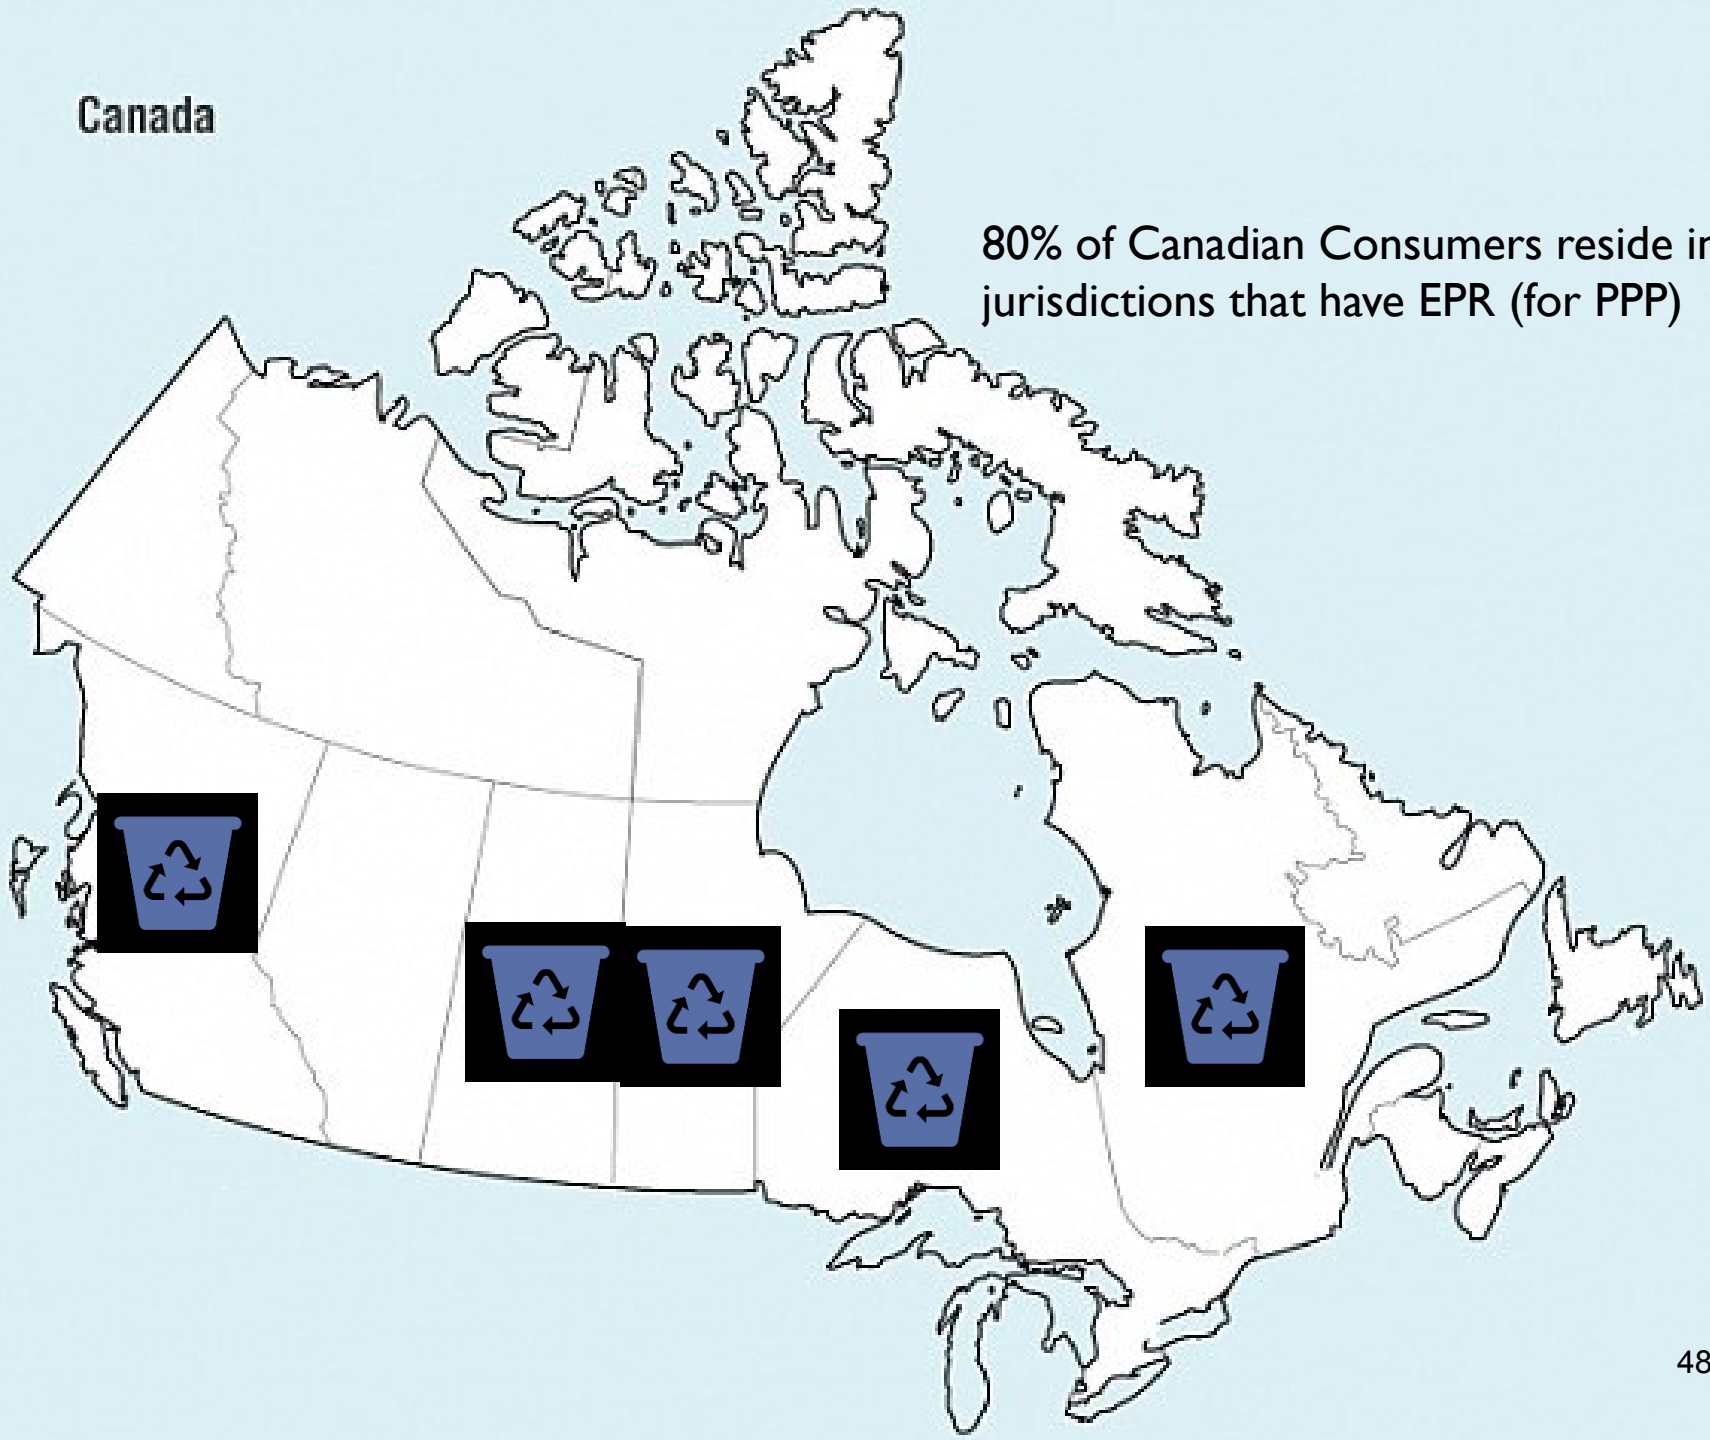 Canada
80% of Canadian Consumers reside in
jurisdictions that have EPR (for PPP)
48